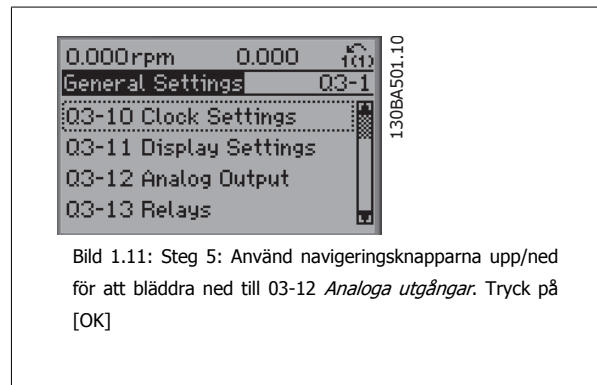 0.000rpm 0.000 1(1)
General Settings Q3-1
Q3-10 Clock Settings
Q3-11 Display Settings
Q3-12 Analog Output
Q3-13 Relays
130BA501.10
Bild 1.11: Steg 5: Använd navigeringsknapparna upp/ned
för att bläddra ned till 03-12 Analoga utgångar. Tryck på
[OK]